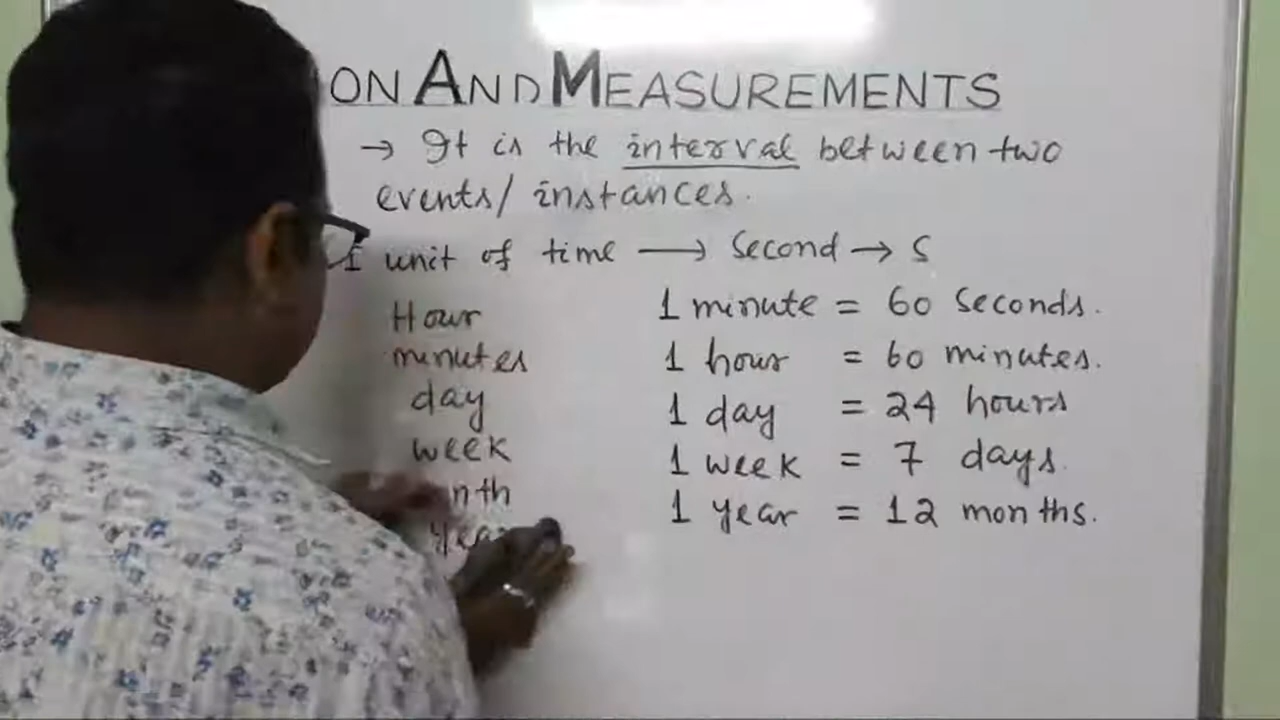 ON AND MEASUREMENTS
→ It is the interval between two
events/ instances.
unit of time → Second → S
Hour
minutes
day
week
1 minute = 60 Seconds.
1 hour = 60 minutes.
1 day = 24 hours
1 week = 7 days.
1 year = 12 months.